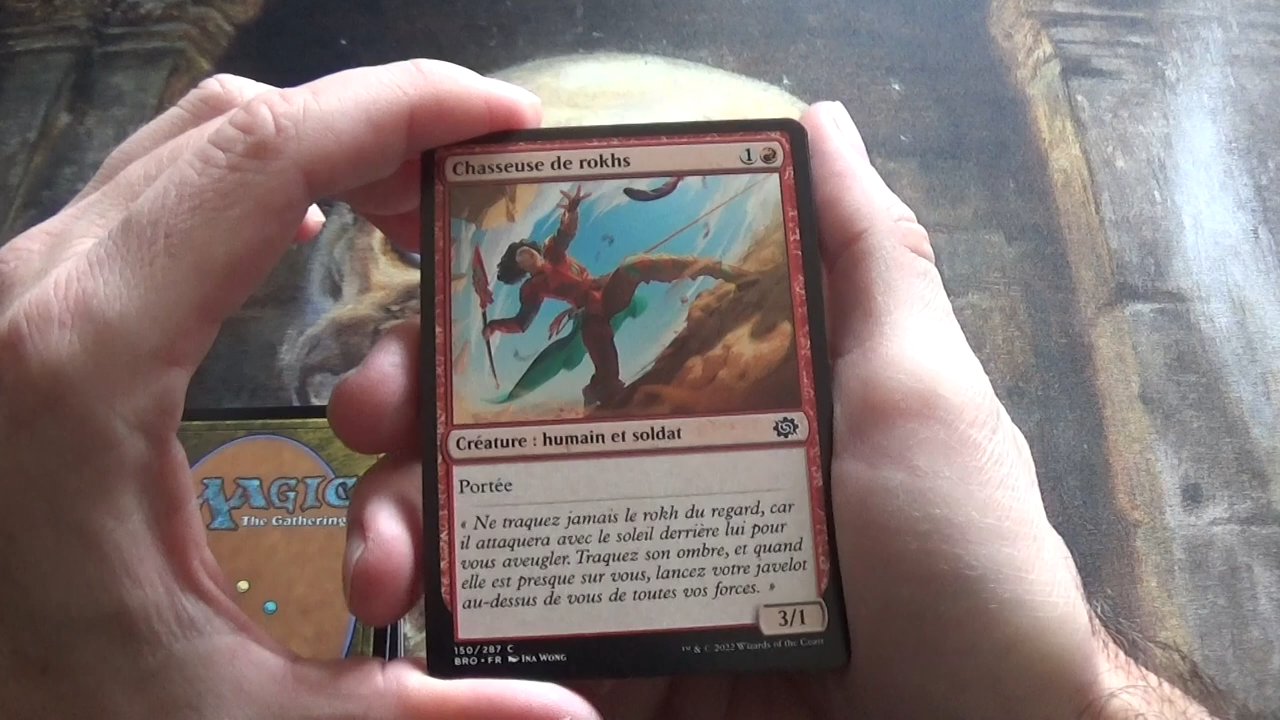 Chasseuse de rokhs 1
Créature : humain et soldat
Portée
« Ne traquez jamais le rokh du regard, car
il attaquera avec le soleil derrière lui pour
vous aveugler. Traquez son ombre, et quand
elle est presque sur vous, lancez votre javelot
au-dessus de vous de toutes vos forces. »
3/1
150/287 C
BRO • FR Ina Wong
™ & © 2022 Wizards of the Coast
MAGIC
The Gathering